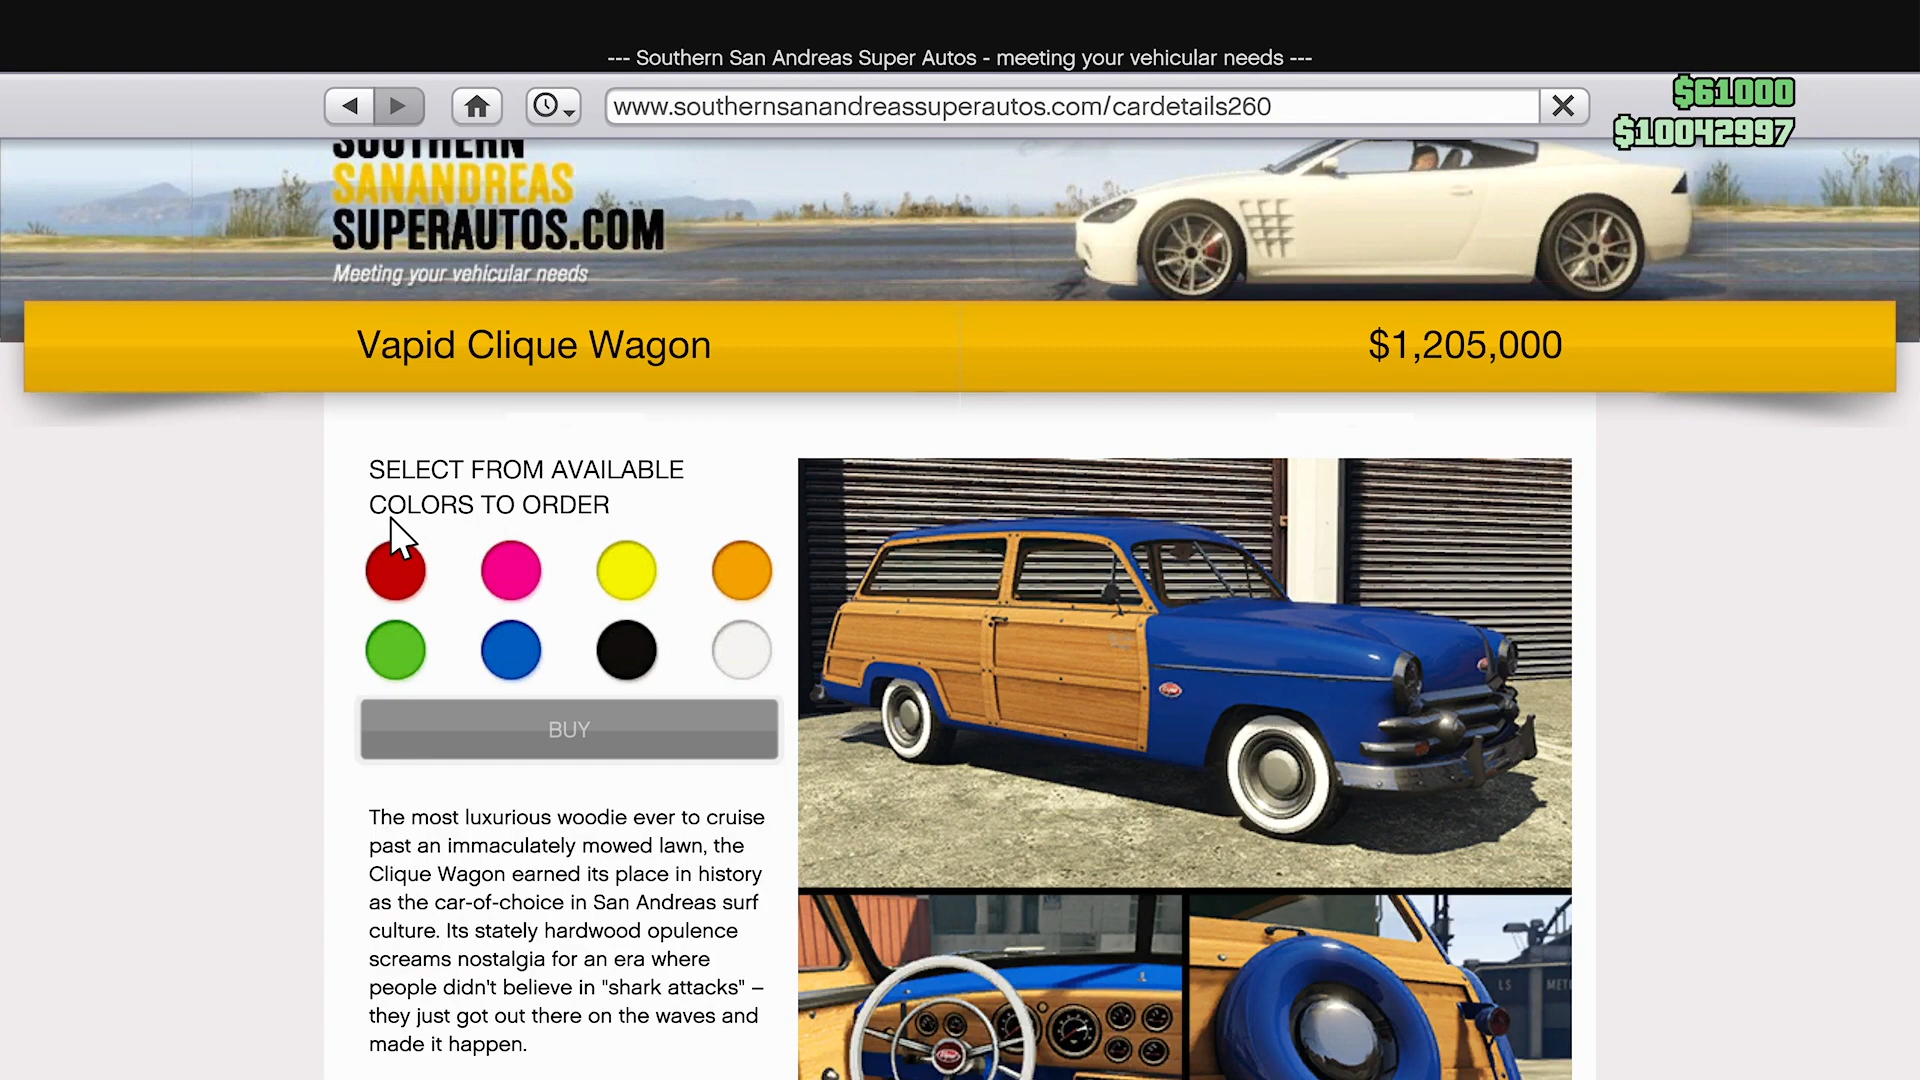 --- Southern San Andreas Super Autos - meeting your vehicular needs ---
www.southernsanandreassuperautos.com/cardetails260
$61000
$10042997
SOUTHERN
SANANDREAS
SUPERAUTOS.COM
Meeting your vehicular needs
Vapid Clique Wagon
$1,205,000
SELECT FROM AVAILABLE
COLORS TO ORDER
BUY
The most luxurious woodie ever to cruise
past an immaculately mowed lawn, the
Clique Wagon earned its place in history
as the car-of-choice in San Andreas surf
culture. Its stately hardwood opulence
screams nostalgia for an era where
people didn't believe in "shark attacks" –
they just got out there on the waves and
made it happen.
LS METE